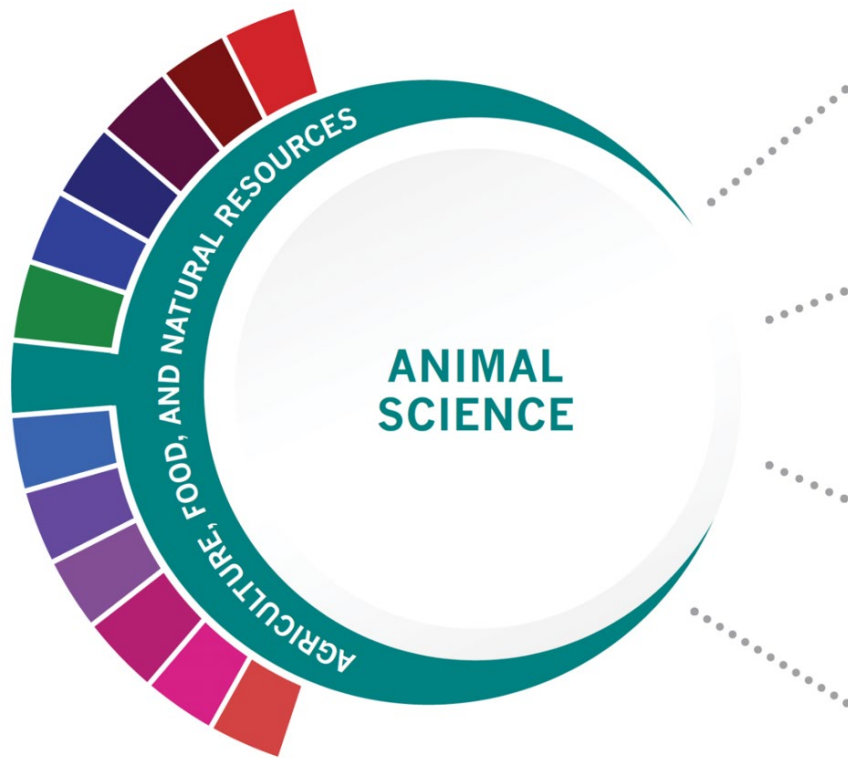 AGRICULTURE, FOOD, AND NATURAL RESOURCES
ANIMAL
SCIENCE